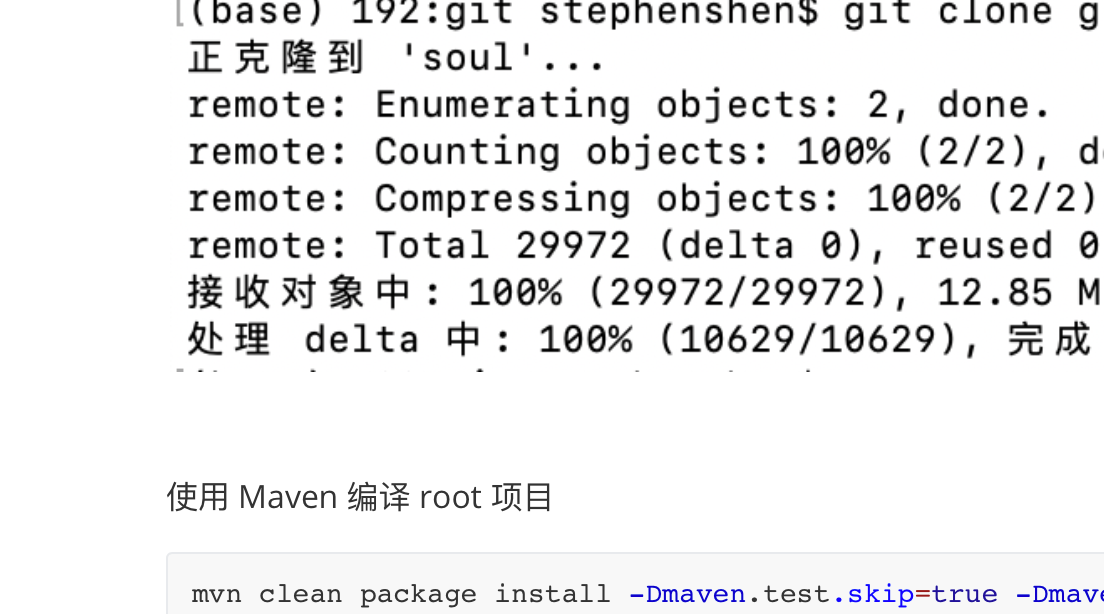 (base) 192:git stephenshen$ git clone g
正克隆到 'soul'...
remote: Enumerating objects: 2, done.
remote: Counting objects: 100% (2/2), d
remote: Compressing objects: 100% (2/2)
remote: Total 29972 (delta 0), reused 0
接收对象中: 100% (29972/29972), 12.85 M
处理 delta 中: 100% (10629/10629), 完成
使用 Maven 编译 root 项目
mvn clean package install -Dmaven.test.skip=true -Dmave